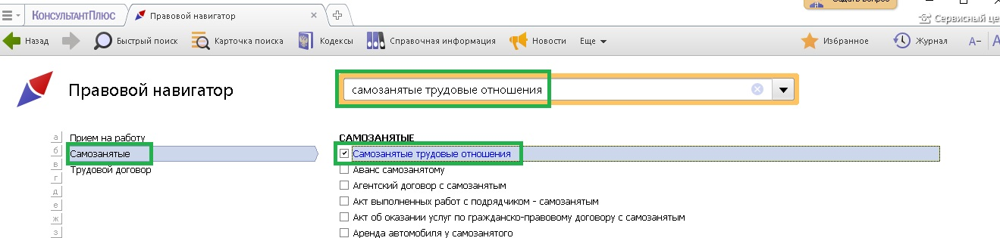 Задать вопрос
КонсультантПлюс
Правовой навигатор
Сервисный це
Назад
Быстрый поиск
Карточка поиска
Кодексы
Справочная информация
Новости
Еще
Избранное
Журнал
А–
А
Правовой навигатор
самозанятые трудовые отношения
а
б
в
г
д
е
ж
з
Прием на работу
Самозанятые
Трудовой договор
САМОЗАНЯТЫЕ
Самозанятые трудовые отношения
Аванс самозанятому
Агентский договор с самозанятым
Акт выполненных работ с подрядчиком - самозанятым
Акт об оказании услуг по гражданско-правовому договору с самозанятым
Аренда автомобиля у самозанятого